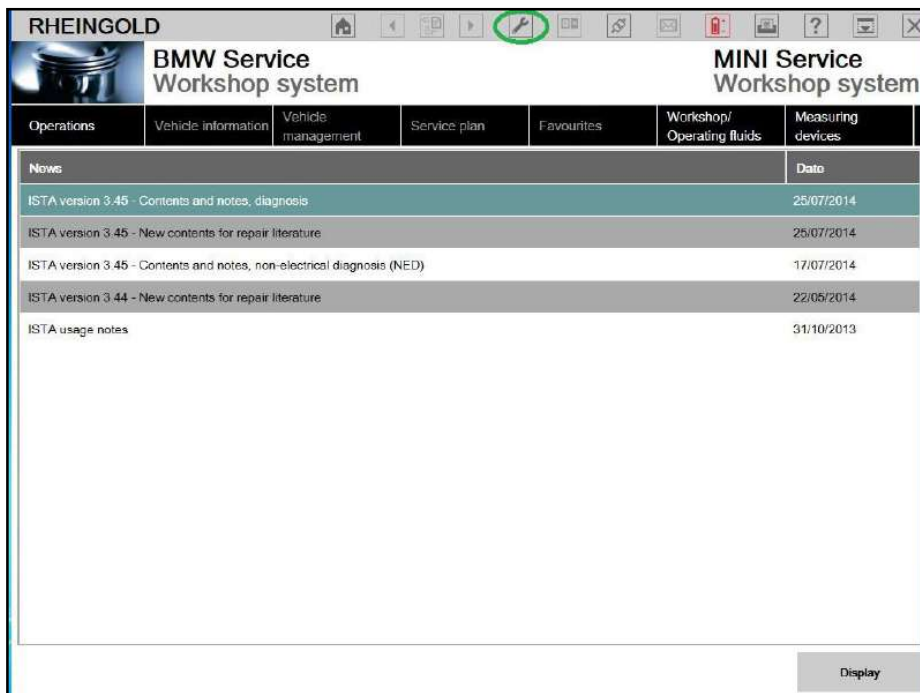 RHEINGOLD
?
BMW Service
Workshop system
MINI Service
Workshop system
Operations
Vehicle information
Vehicle
management
Service plan
Favourites
Workshop/
Operating fluids
Measuring
devices
News
Date
ISTA version 3.45 - Contents and notes, diagnosis
25/07/2014
ISTA version 3.45 - New contents for repair literature
25/07/2014
ISTA version 3.45 - Contents and notes, non-electrical diagnosis (NED)
17/07/2014
ISTA version 3.44 - New contents for repair literature
22/05/2014
ISTA usage notes
31/10/2013
Display